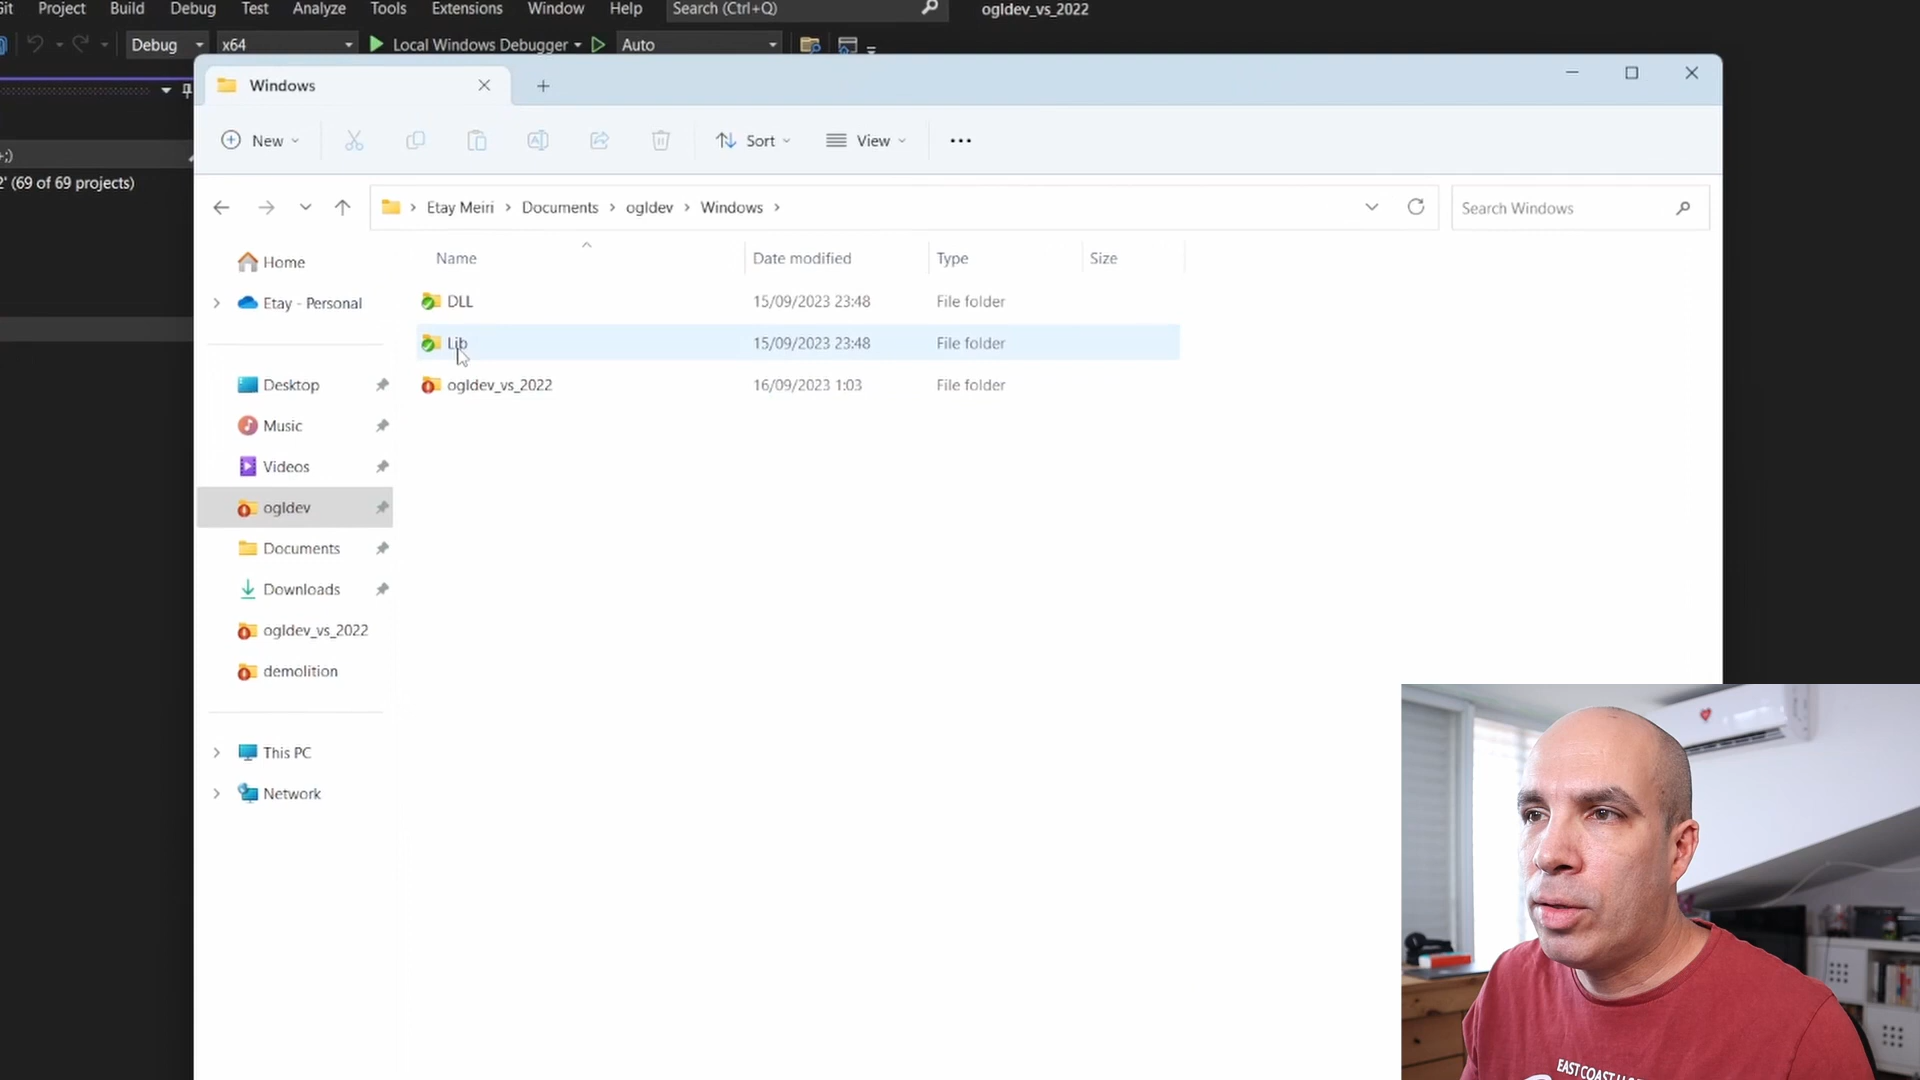 Git Project Build Debug Test Analyze Tools Extensions Window Help Search (Ctrl+Q) ogldev_vs_2022
Debug x64 Local Windows Debugger Auto
Windows
New Sort View
+;)
2' (69 of 69 projects)
Etay Meiri Documents ogldev Windows Search Windows
Name Date modified Type Size
Home
Etay - Personal
DLL 15/09/2023 23:48 File folder
Lib 15/09/2023 23:48 File folder
ogldev_vs_2022 16/09/2023 1:03 File folder
Desktop
Music
Videos
ogldev
Documents
Downloads
ogldev_vs_2022
demolition
This PC
Network
EAST COAST